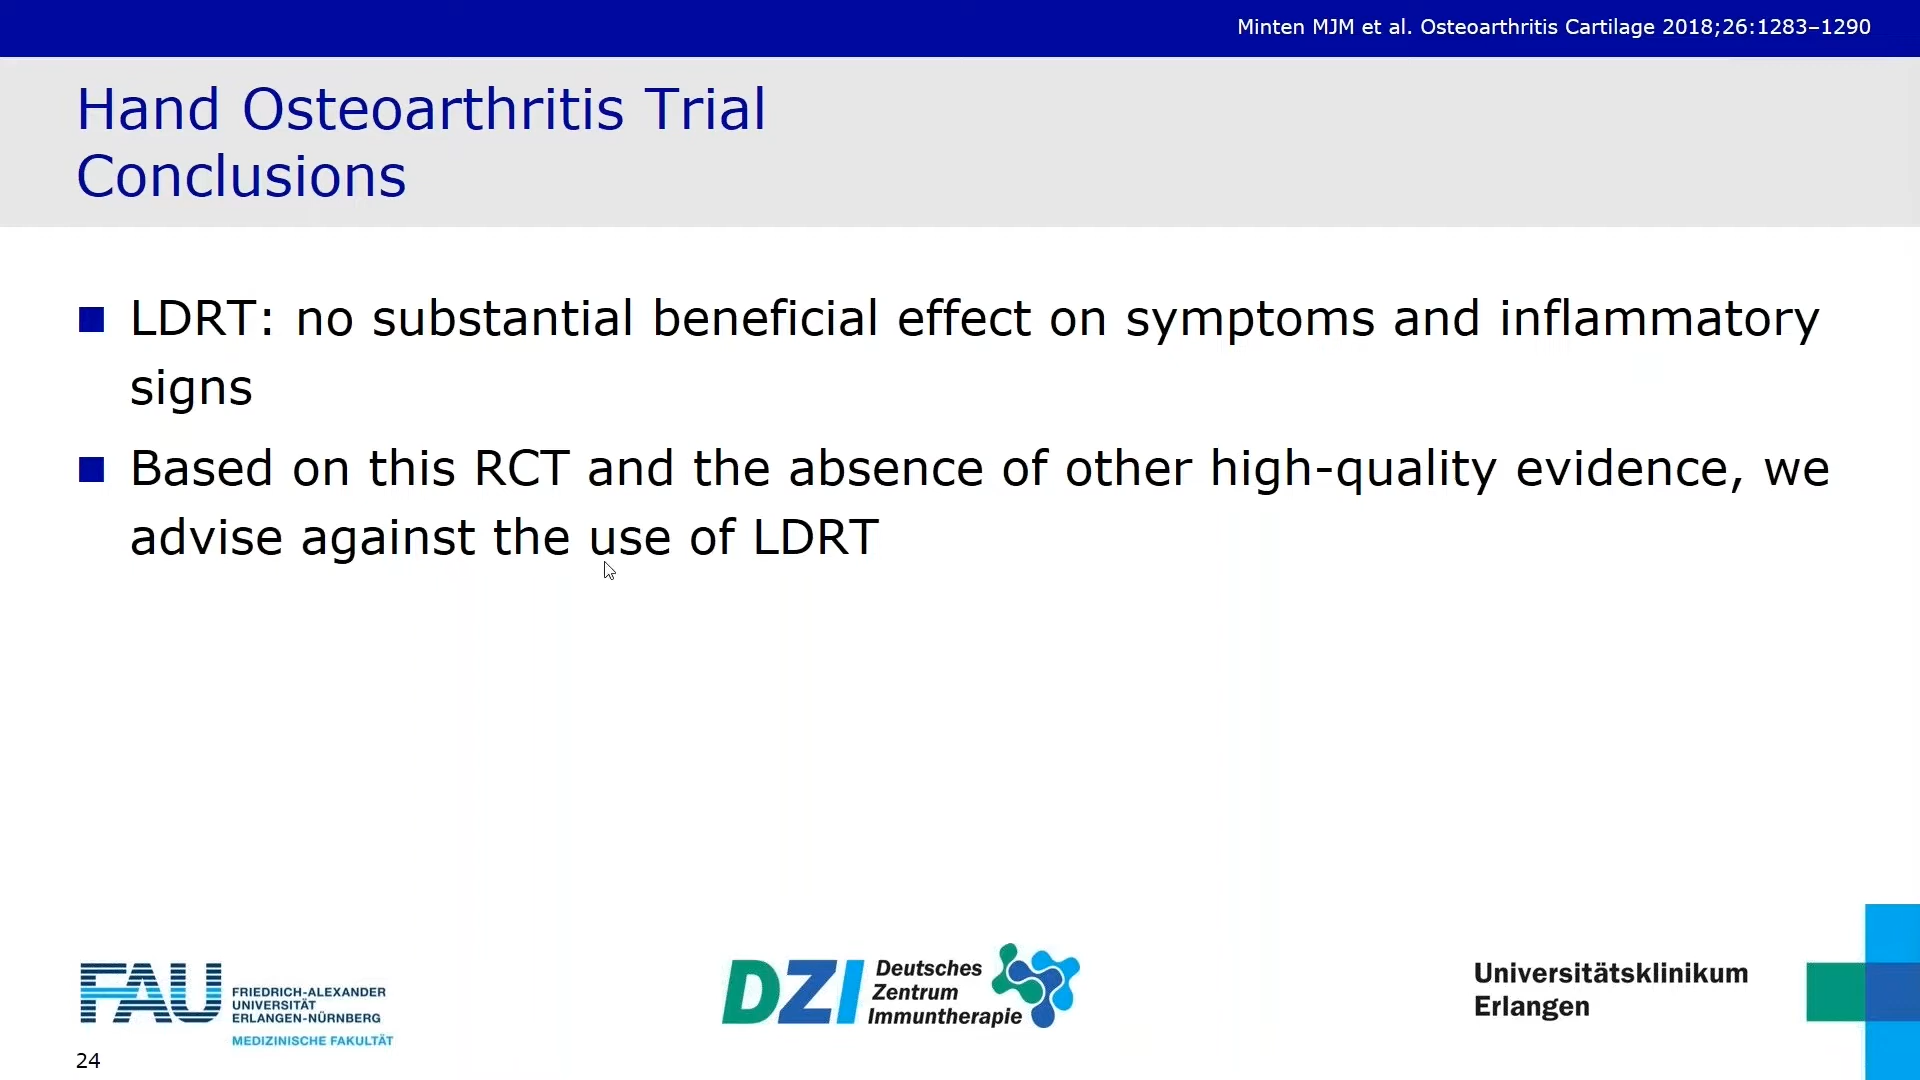 Minten MJM et al. Osteoarthritis Cartilage 2018;26:1283–1290
Hand Osteoarthritis Trial
Conclusions
LDRT: no substantial beneficial effect on symptoms and inflammatory
signs
Based on this RCT and the absence of other high-quality evidence, we
advise against the use of LDRT
FAU
FRIEDRICH-ALEXANDER
UNIVERSITÄT
ERLANGEN-NÜRNBERG
MEDIZINISCHE FAKULTÄT
DZI
Deutsches
Zentrum
Immuntherapie
Universitätsklinikum
Erlangen
24